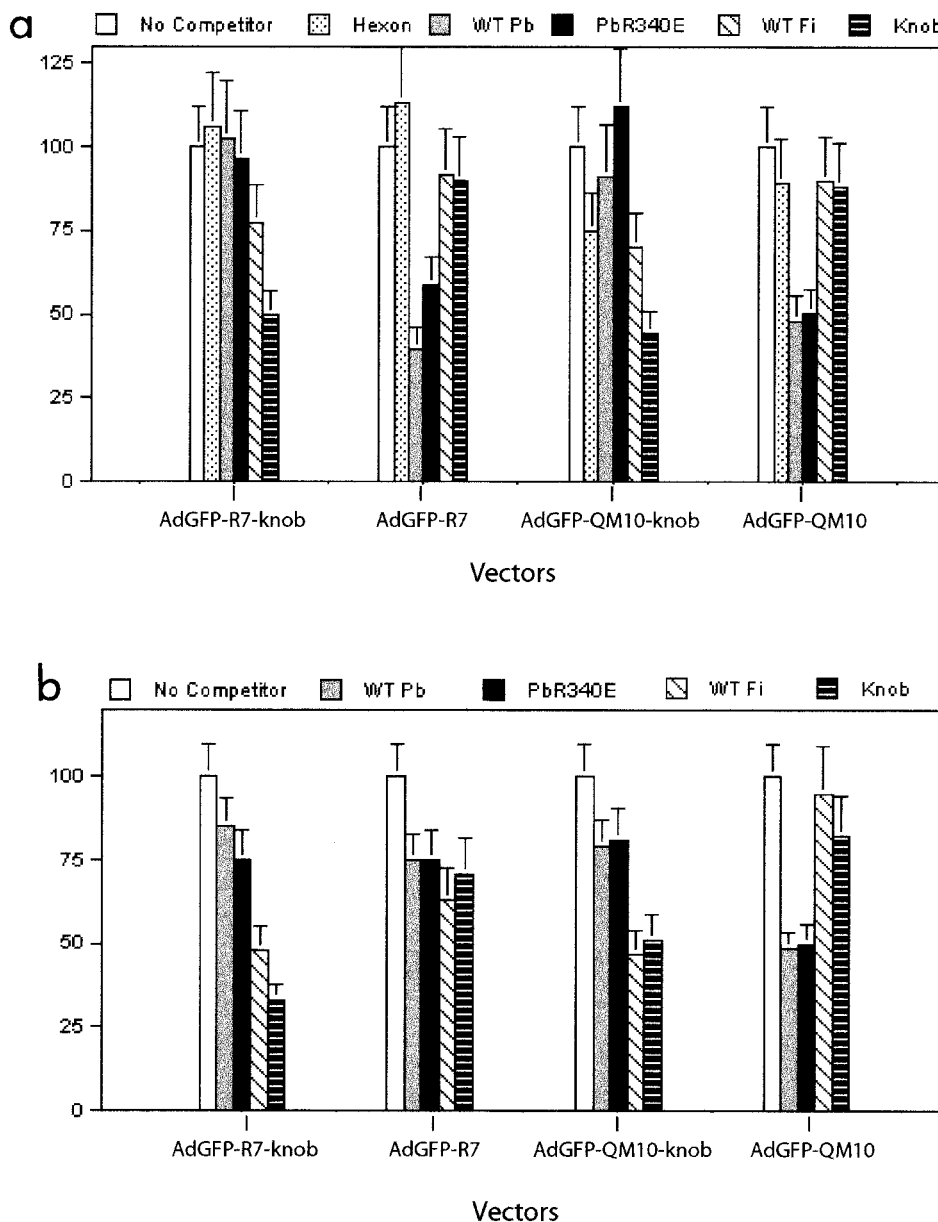 a No Competitor Hexon WT Pb PbR340E WT Fi Knob
125
100
75
50
25
0
AdGFP-R7-knob AdGFP-R7 AdGFP-QM10-knob AdGFP-QM10
Vectors
b No Competitor WT Pb PbR340E WT Fi Knob
100
75
50
25
0
AdGFP-R7-knob AdGFP-R7 AdGFP-QM10-knob AdGFP-QM10
Vectors